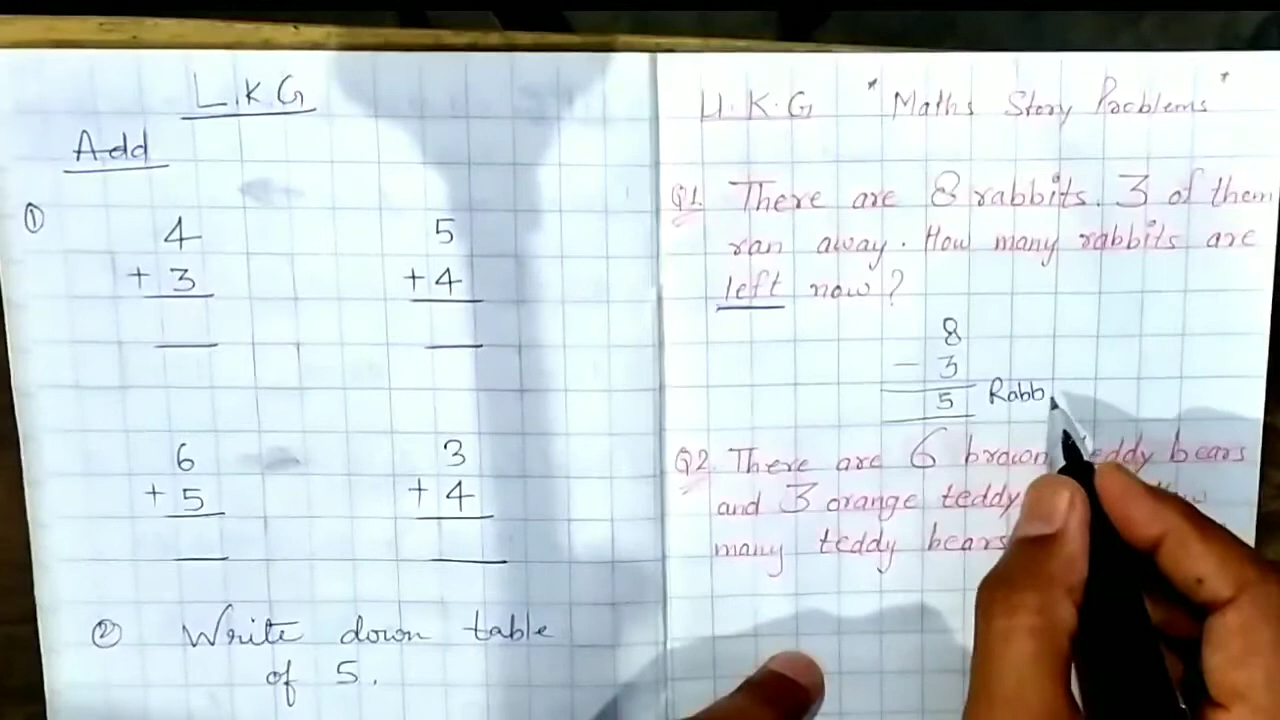 L.K.G
Add
① 4 5
+ 3 + 4
6 3
+ 5 + 4
② Write down table
of 5.
U.K.G "Maths Story Problems"
Q1. There are 8 rabbits. 3 of them
ran away. How many rabbits are
left now?
8
- 3
5 Rabb
Q2. There are 6 brown teddy bears
and 3 orange teddy
many teddy bears